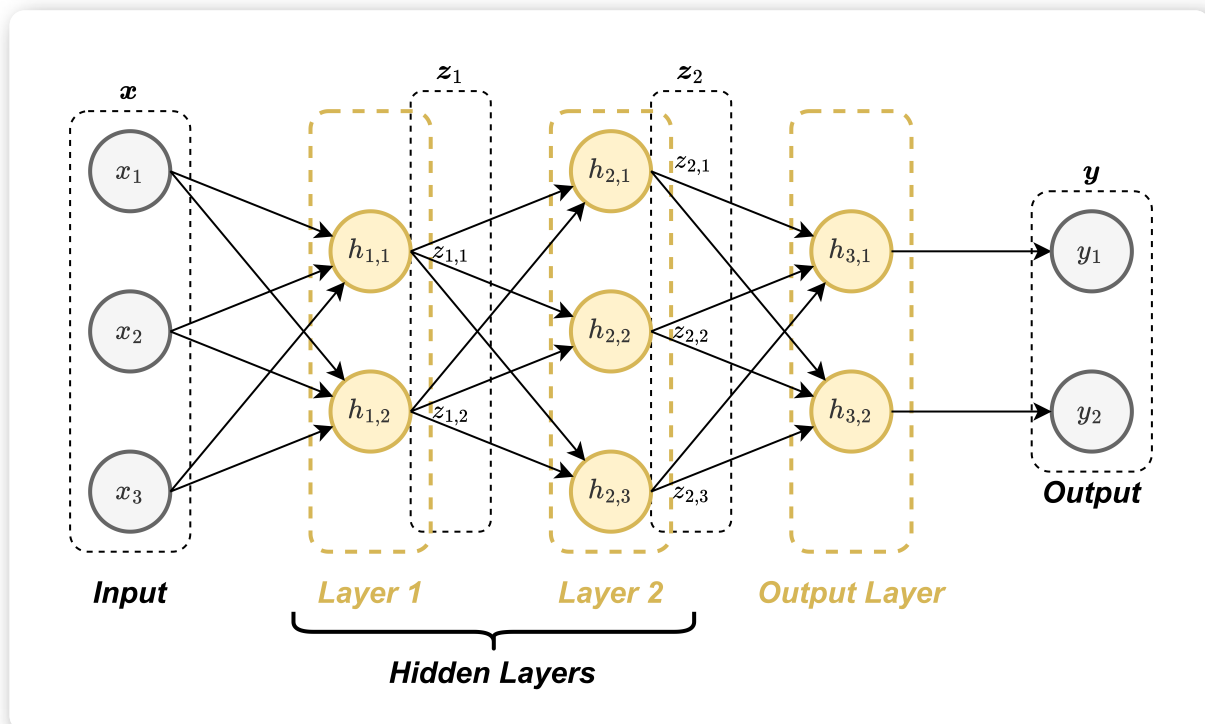 x
z₁
z₂
y
x₁
x₂
x₃
h₁,₁
h₁,₂
z₁,₁
z₁,₂
h₂,₁
h₂,₂
h₂,₃
z₂,₁
z₂,₂
z₂,₃
h₃,₁
h₃,₂
y₁
y₂
Output
Input
Layer 1
Layer 2
Output Layer
Hidden Layers